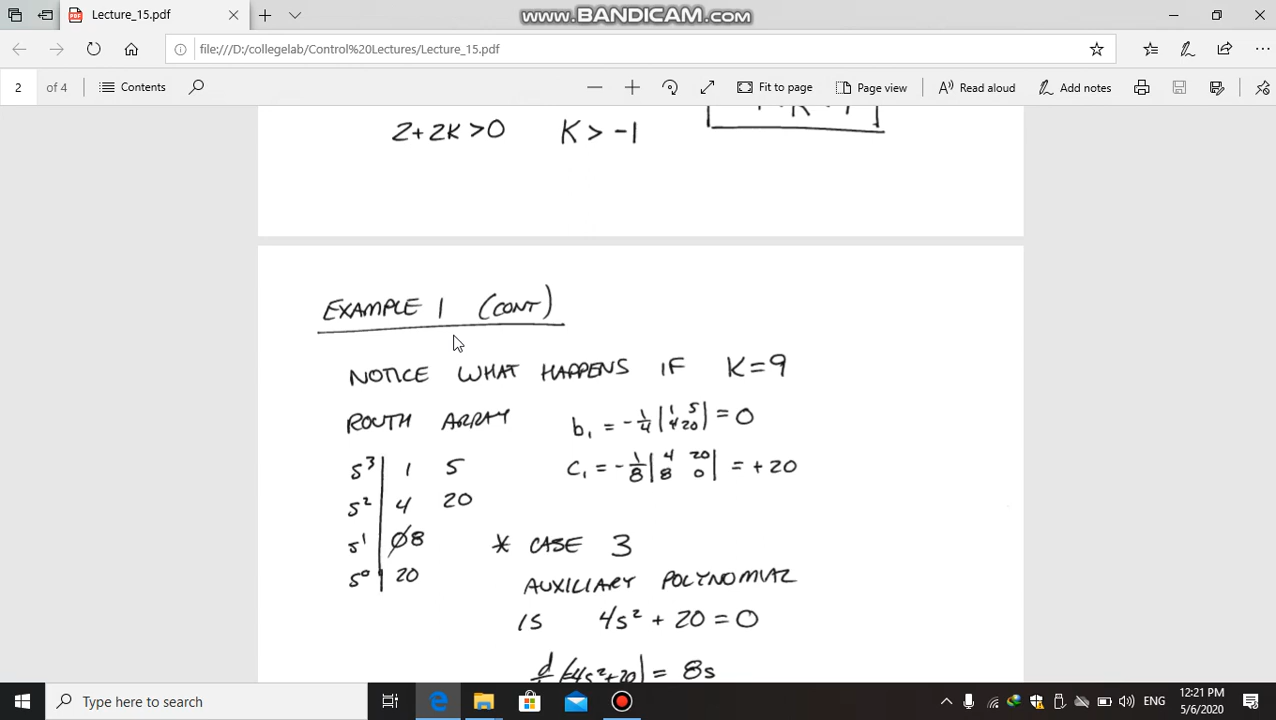 www.BANDICAM.com
Lecture_15.pdf
file:///D:/collegelab/Control%20Lectures/Lecture_15.pdf
2 of 4 Contents Fit to page Page view Read aloud Add notes
2+2K>0 K > -1
EXAMPLE 1 (CONT)
NOTICE WHAT HAPPENS IF K=9
ROUTH ARRAY b₁ = -1/4 |1 5 4 20| = 0
s³ | 1 5 c₁ = -1/8 |4 20 8 0| = +20
s² | 4 20
s¹ | 0 8 * CASE 3
s⁰ | 20
AUXILIARY POLYNOMIAL
IS 4s² + 20 = 0
(4s²+20) = 8s
Type here to search
ENG 12:21 PM
5/6/2020